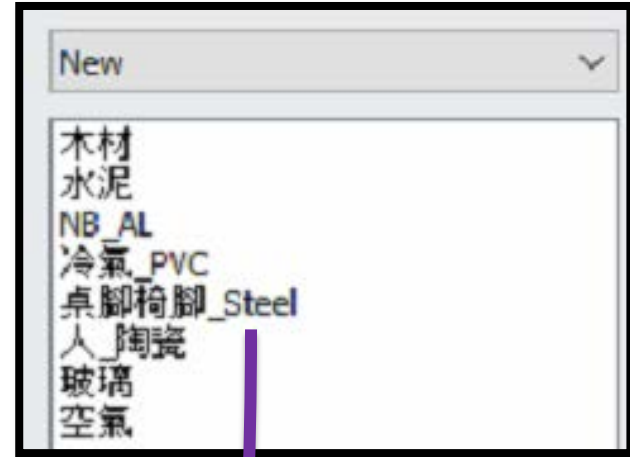 New
木材
水泥
NB_AL
冷氣_PVC
桌腳椅腳_Steel
人_陶瓷
玻璃
空氣